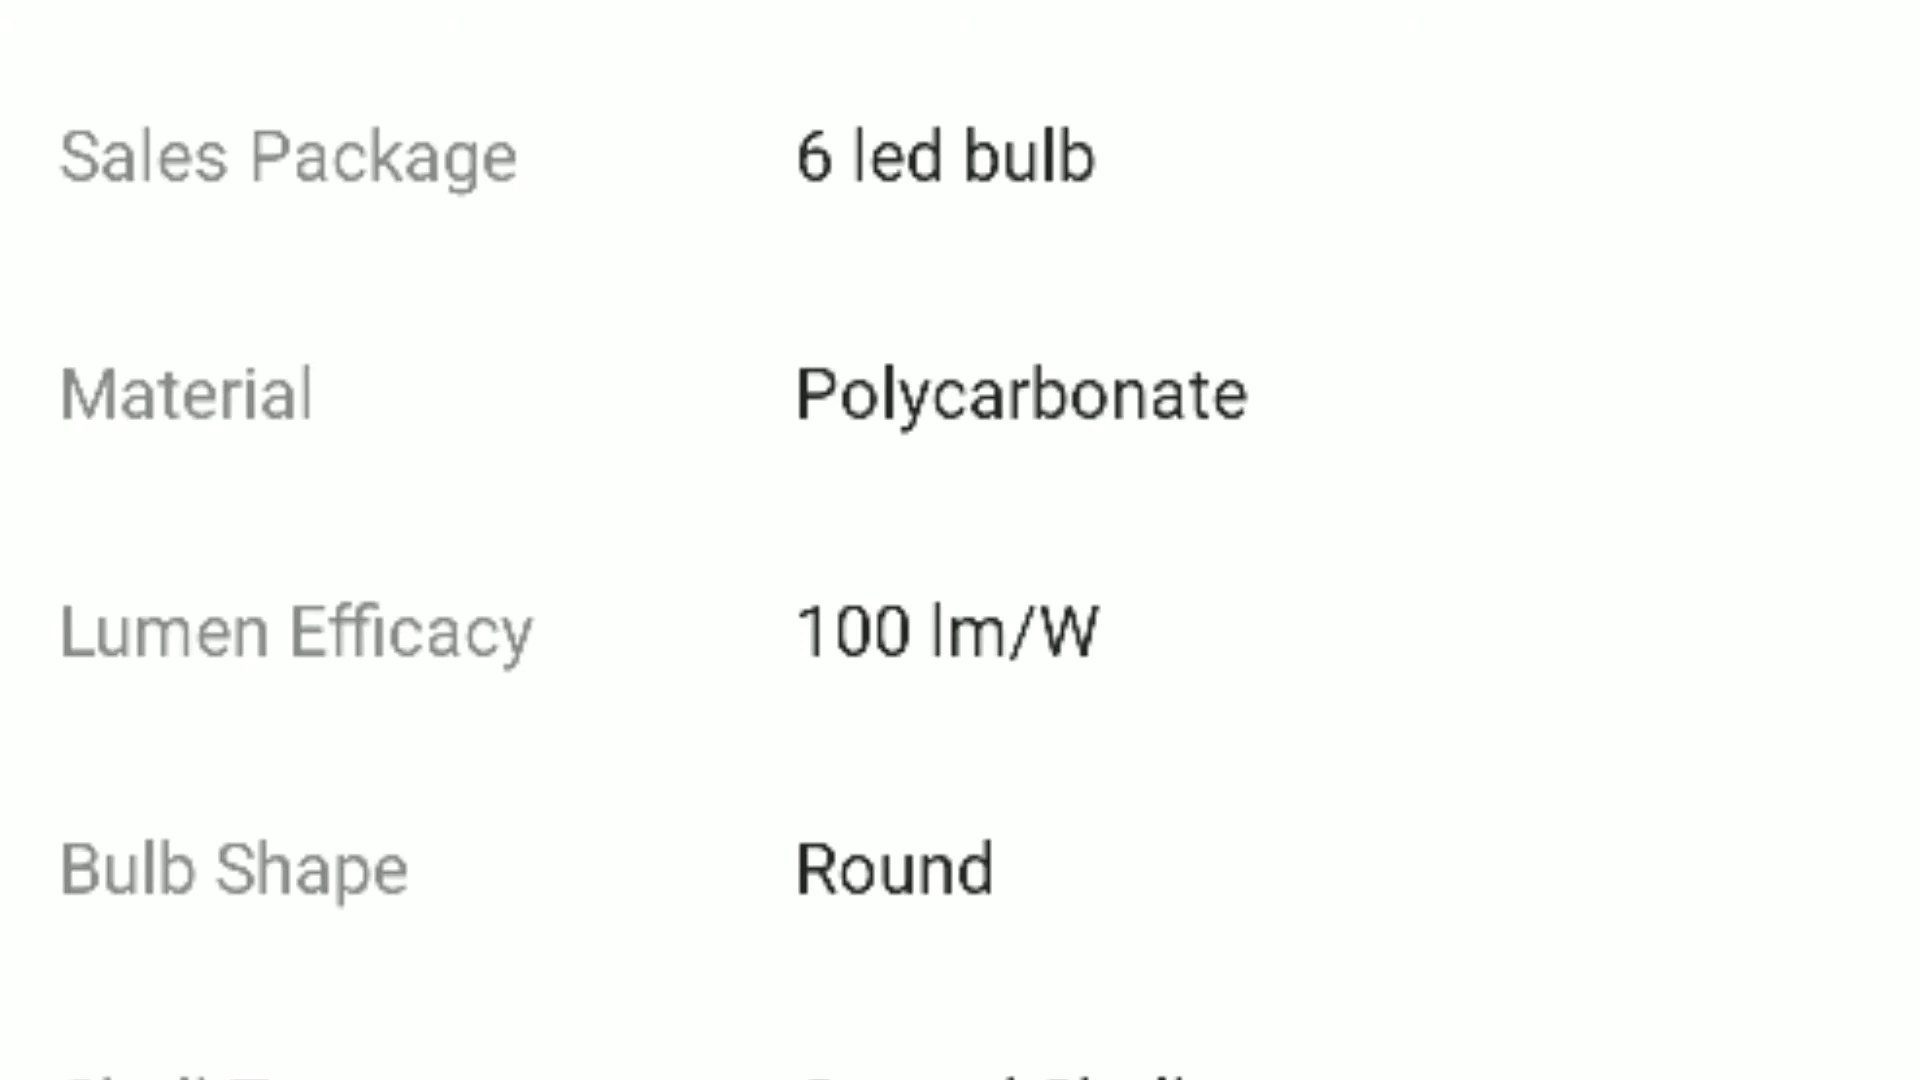 Sales Package 6 led bulb
Material Polycarbonate
Lumen Efficacy 100 lm/W
Bulb Shape Round